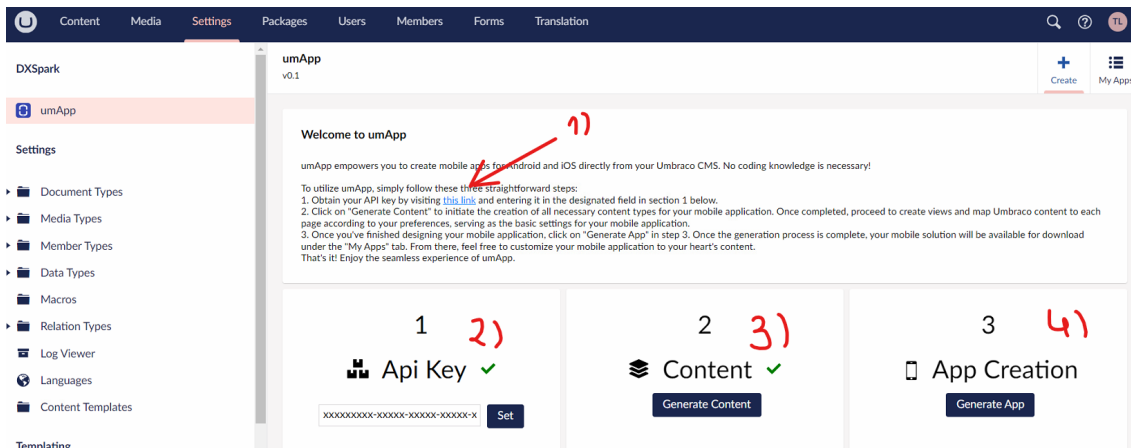 Content Media Settings Packages Users Members Forms Translation TL
DXSpark
umApp
Settings
Document Types
Media Types
Member Types
Data Types
Macros
Relation Types
Log Viewer
Languages
Content Templates
Templating
umApp
v0.1
Create My Apps
Welcome to umApp
1)
umApp empowers you to create mobile apps for Android and iOS directly from your Umbraco CMS. No coding knowledge is necessary!
To utilize umApp, simply follow these three straightforward steps:
1. Obtain your API key by visiting this link and entering it in the designated field in section 1 below.
2. Click on "Generate Content" to initiate the creation of all necessary content types for your mobile application. Once completed, proceed to create views and map Umbraco content to each
page according to your preferences, serving as the basic settings for your mobile application.
3. Once you've finished designing your mobile application, click on "Generate App" in step 3. Once the generation process is complete, your mobile solution will be available for download
under the "My Apps" tab. From there, feel free to customize your mobile application to your heart's content.
That's it! Enjoy the seamless experience of umApp.
1
2)
Api Key
xxxxxxxxx-xxxxx-xxxxx-xxxxx-x Set
2
3)
Content
Generate Content
3
4)
App Creation
Generate App